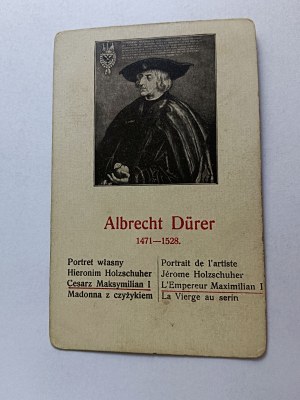 Albrecht Dürer
1471—1528.
Portret własny
Hieronim Holzschuher
Cesarz Maksymilian I
Madonna z czyżykiem
Portrait de l'artiste
Jérome Holzschuher
L'Empereur Maximilian I
La Vierge au serin